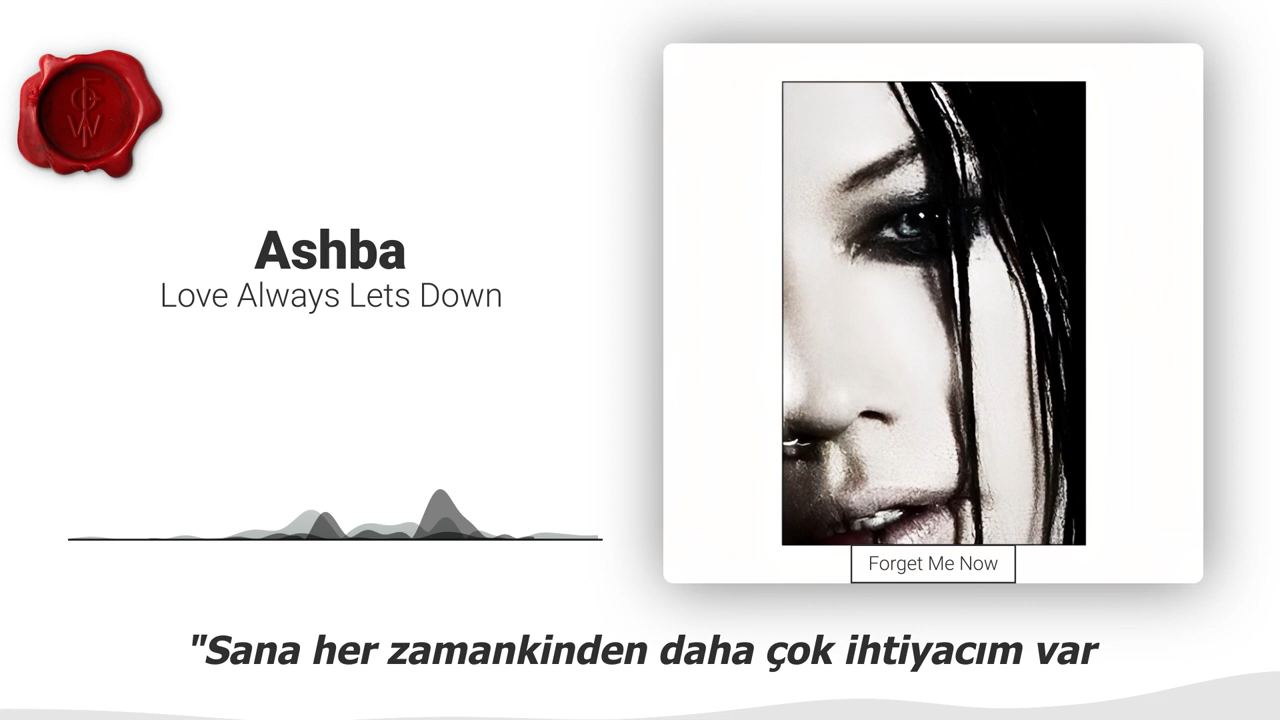 Ashba
Love Always Lets Down
Forget Me Now
"Sana her zamankinden daha çok ihtiyacım var